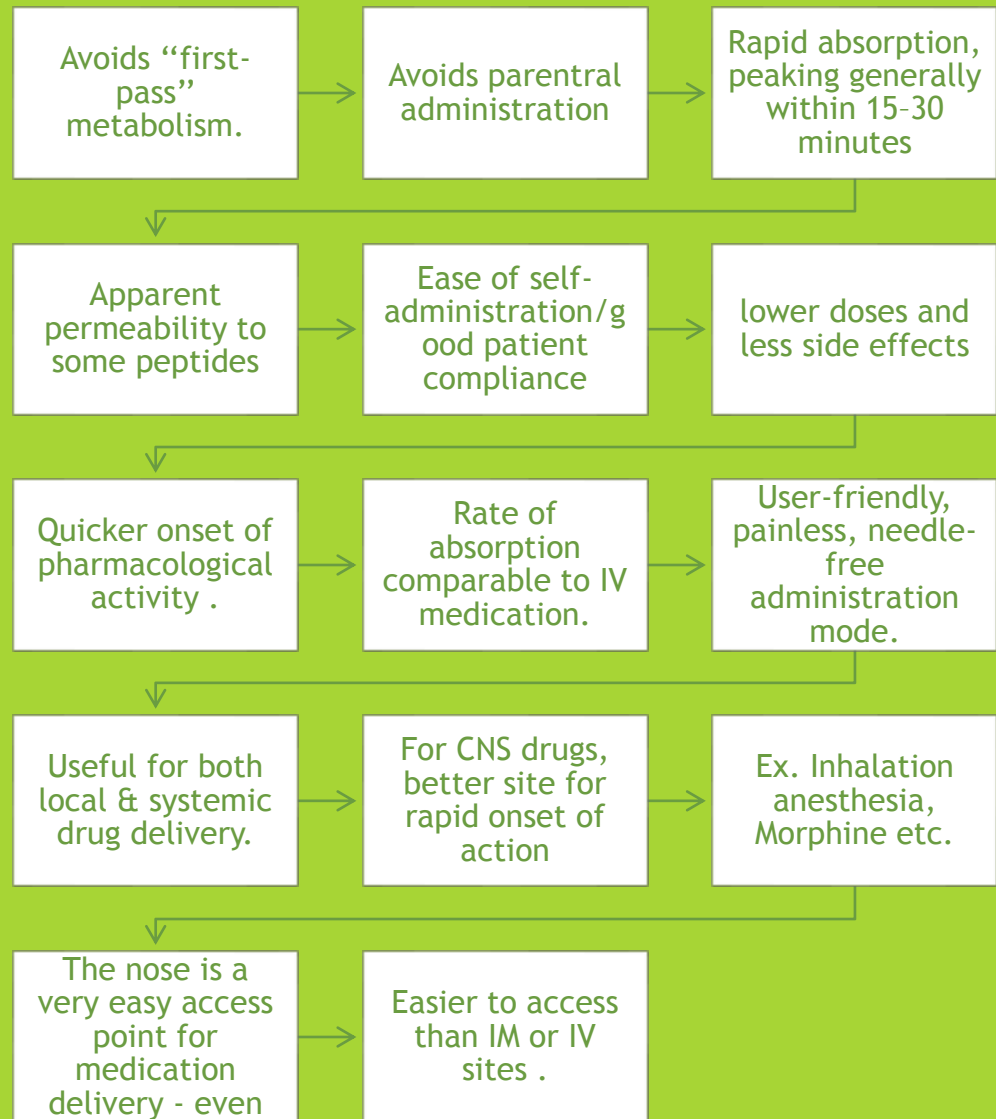 Avoids ‘‘first-
pass’’
metabolism.
Avoids parentral
administration
Rapid absorption,
peaking generally
within 15–30
minutes
Apparent
permeability to
some peptides
Ease of self-
administration/g
ood patient
compliance
lower doses and
less side effects
Quicker onset of
pharmacological
activity .
Rate of
absorption
comparable to IV
medication.
User-friendly,
painless, needle-
free
administration
mode.
Useful for both
local & systemic
drug delivery.
For CNS drugs,
better site for
rapid onset of
action
Ex. Inhalation
anesthesia,
Morphine etc.
The nose is a
very easy access
point for
medication
delivery - even
Easier to access
than IM or IV
sites .